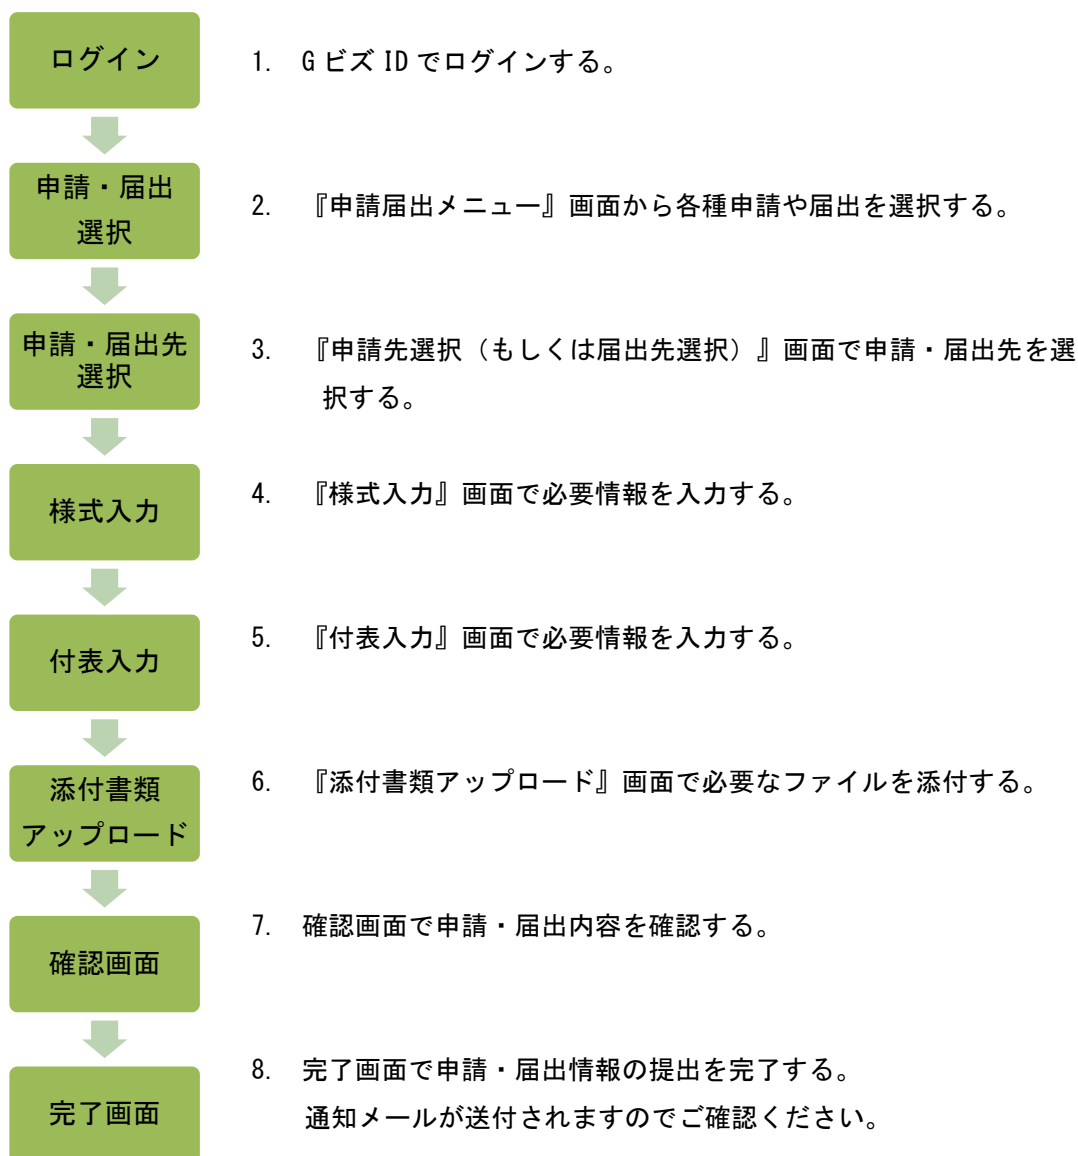 ログイン
1. GビズIDでログインする。
申請・届出
選択
2. 『申請届出メニュー』画面から各種申請や届出を選択する。
申請・届出先
選択
3. 『申請先選択（もしくは届出先選択）』画面で申請・届出先を選
択する。
様式入力
4. 『様式入力』画面で必要情報を入力する。
付表入力
5. 『付表入力』画面で必要情報を入力する。
添付書類
アップロード
6. 『添付書類アップロード』画面で必要なファイルを添付する。
確認画面
7. 確認画面で申請・届出内容を確認する。
完了画面
8. 完了画面で申請・届出情報の提出を完了する。
通知メールが送付されますのでご確認ください。